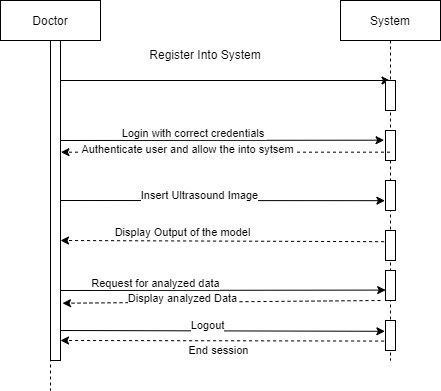 Doctor
System
Register Into System
Login with correct credentials
Authenticate user and allow the into sytsem
Insert Ultrasound Image
Display Output of the model
Request for analyzed data
Display analyzed Data
Logout
End session